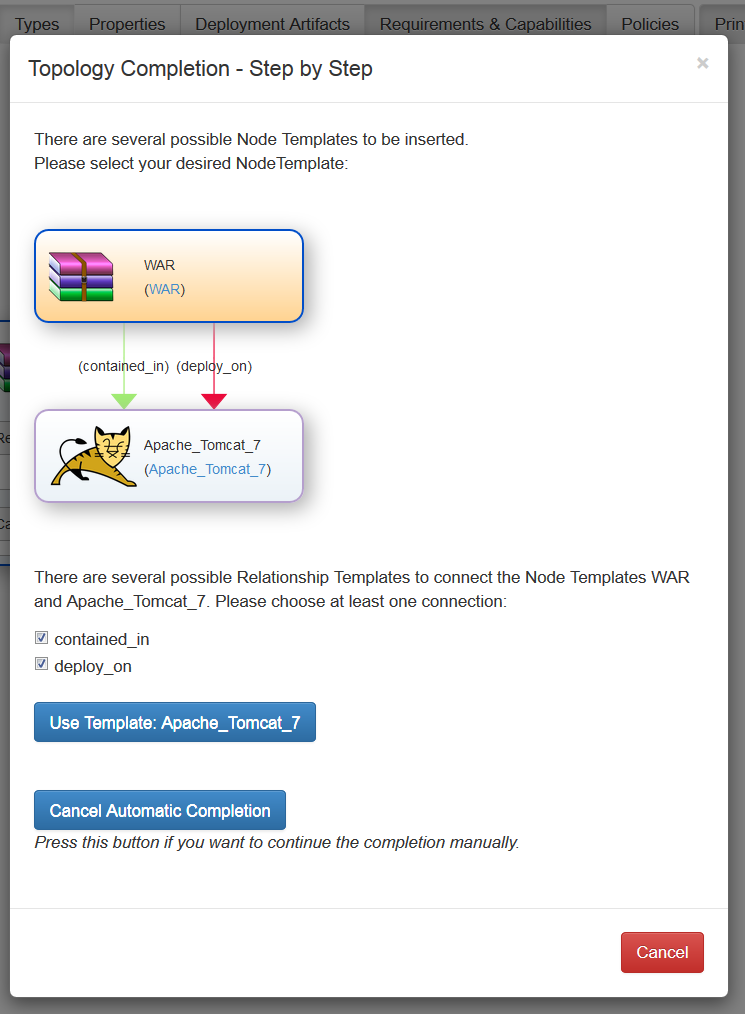 Types Properties Deployment Artifacts Requirements & Capabilities Policies Prin
Topology Completion - Step by Step ×
There are several possible Node Templates to be inserted.
Please select your desired NodeTemplate:
WAR
(WAR)
(contained_in) (deploy_on)
Apache_Tomcat_7
(Apache_Tomcat_7)
Re
Ca
There are several possible Relationship Templates to connect the Node Templates WAR
and Apache_Tomcat_7. Please choose at least one connection:
contained_in
deploy_on
Use Template: Apache_Tomcat_7
Cancel Automatic Completion
Press this button if you want to continue the completion manually.
Cancel